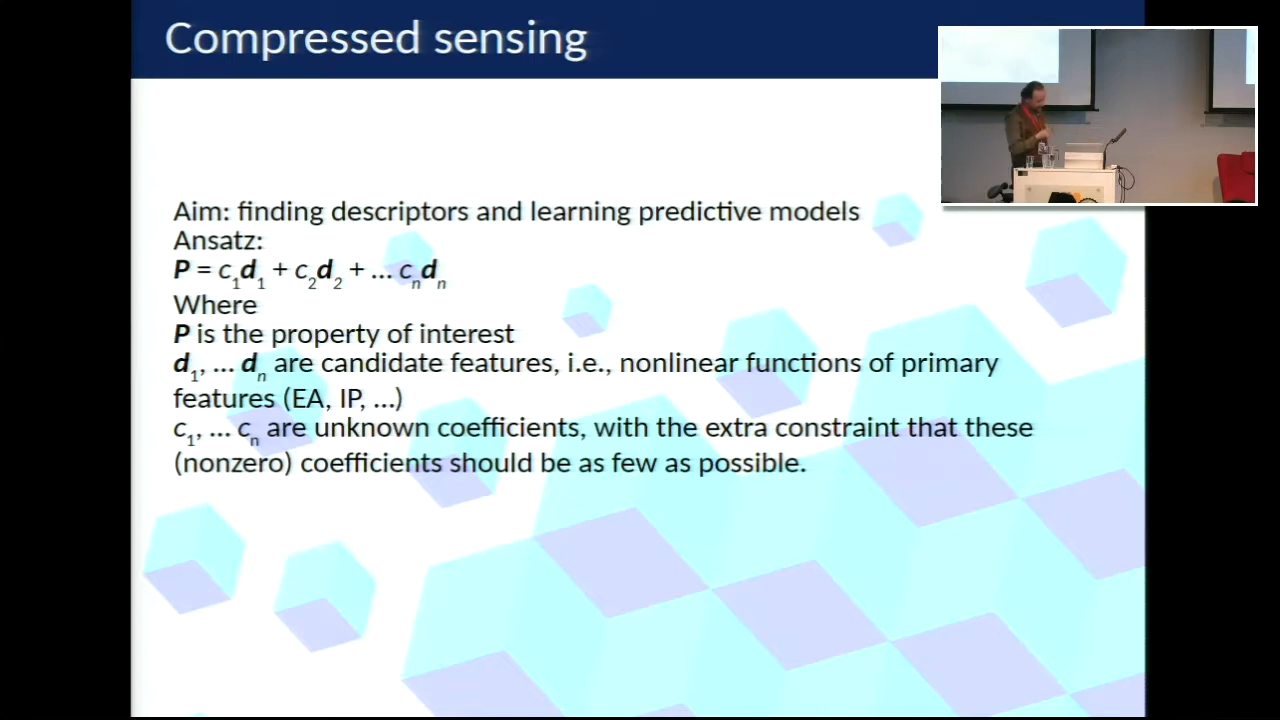 Compressed sensing
Aim: finding descriptors and learning predictive models
Ansatz:
P = c1d1 + c2d2 + ... cndn
Where
P is the property of interest
d1, ... dn are candidate features, i.e., nonlinear functions of primary
features (EA, IP, ...)
c1, ... cn are unknown coefficients, with the extra constraint that these
(nonzero) coefficients should be as few as possible.